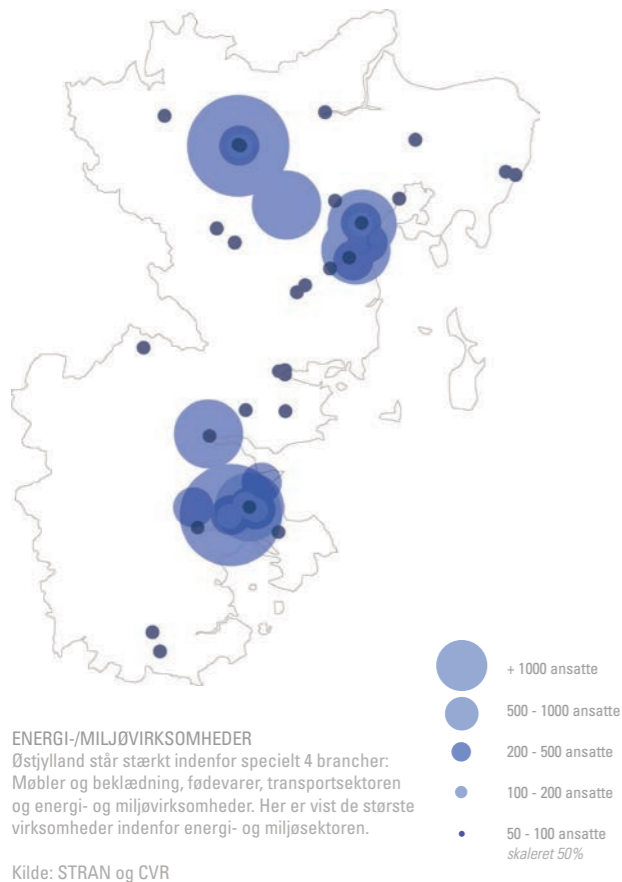 + 1000 ansatte
500 - 1000 ansatte
200 - 500 ansatte
100 - 200 ansatte
50 - 100 ansatte
skaleret 50%
ENERGI-/MILJØVIRKSOMHEDER
Østjylland står stærkt indenfor specielt 4 brancher:
Møbler og beklædning, fødevarer, transportsektoren
og energi- og miljøvirksomheder. Her er vist de største
virksomheder indenfor energi- og miljøsektoren.
Kilde: STRAN og CVR